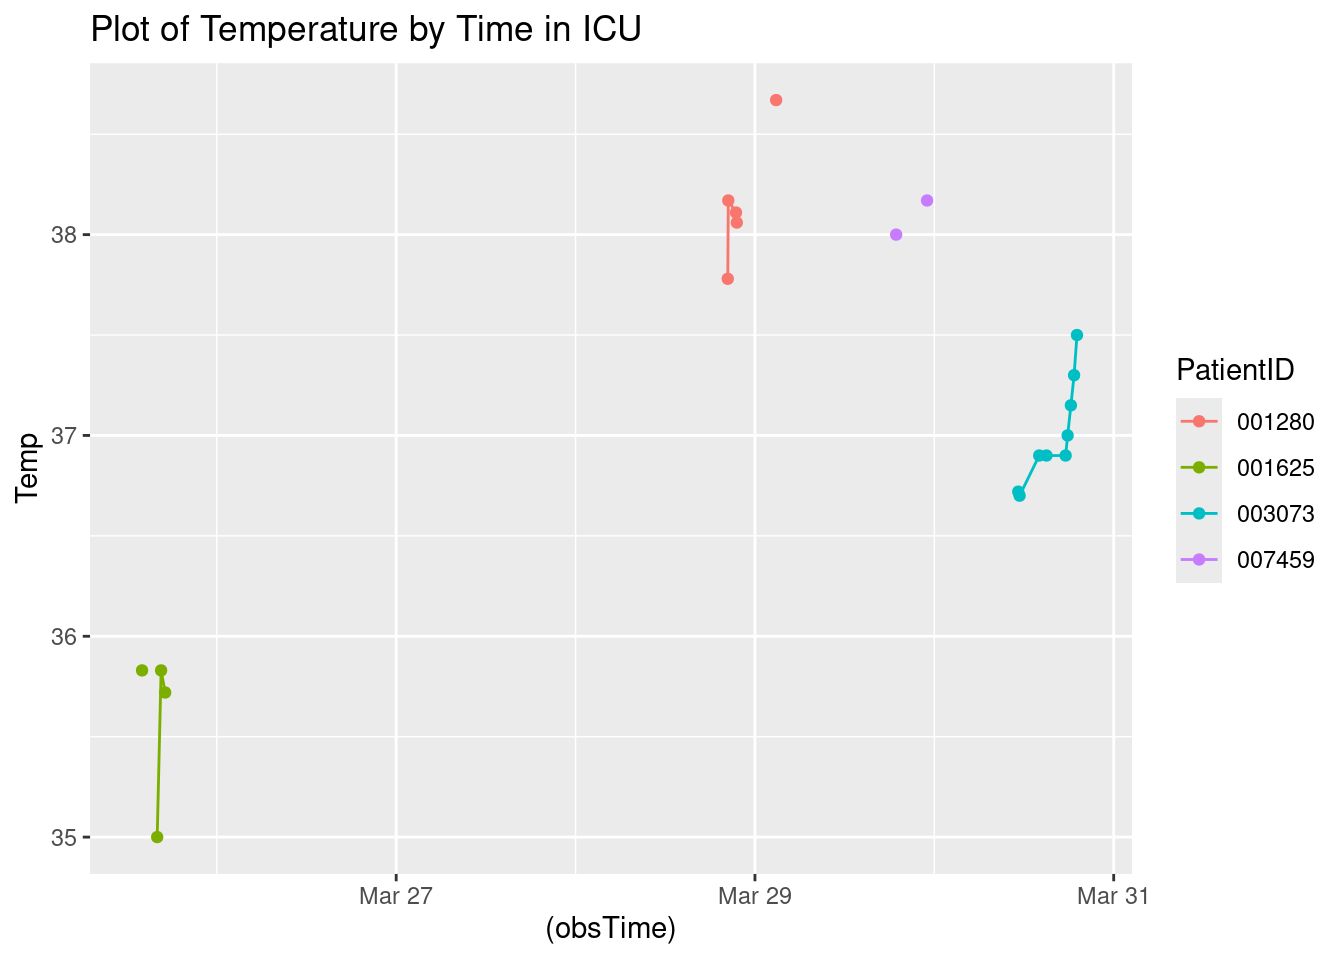 Plot of Temperature by Time in ICU
38
37
36
35
Temp
Mar 27
Mar 29
Mar 31
(obsTime)
PatientID
001280
001625
003073
007459